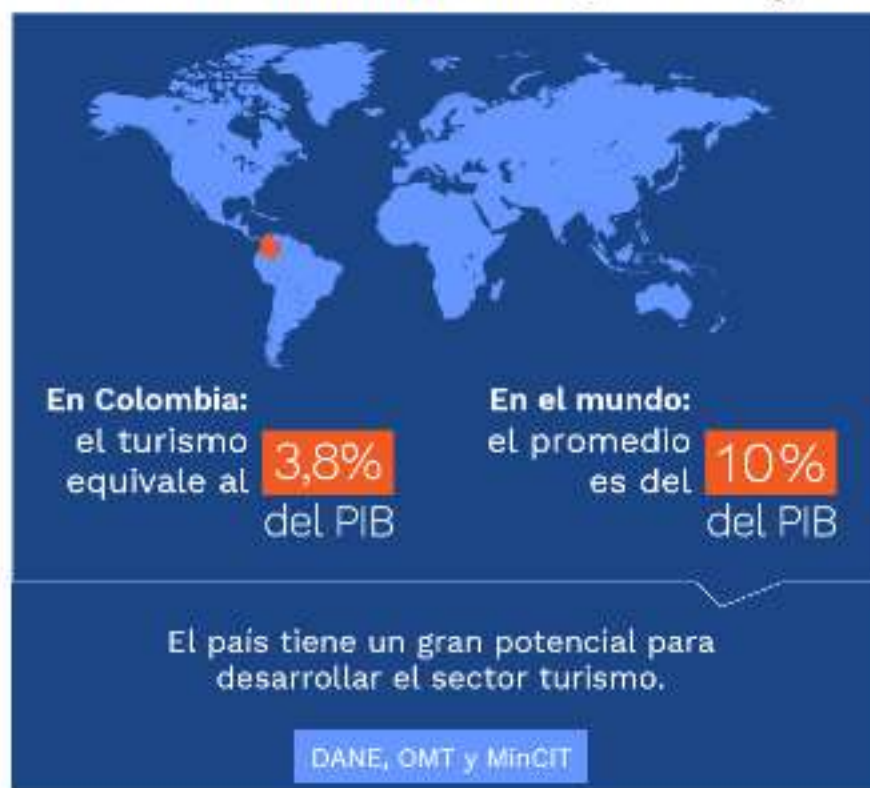 En Colombia:
el turismo
equivale al
3,8%
del PIB
En el mundo:
el promedio
es del
10%
del PIB
El país tiene un gran potencial para
desarrollar el sector turismo.
DANE, OMT y MinCIT